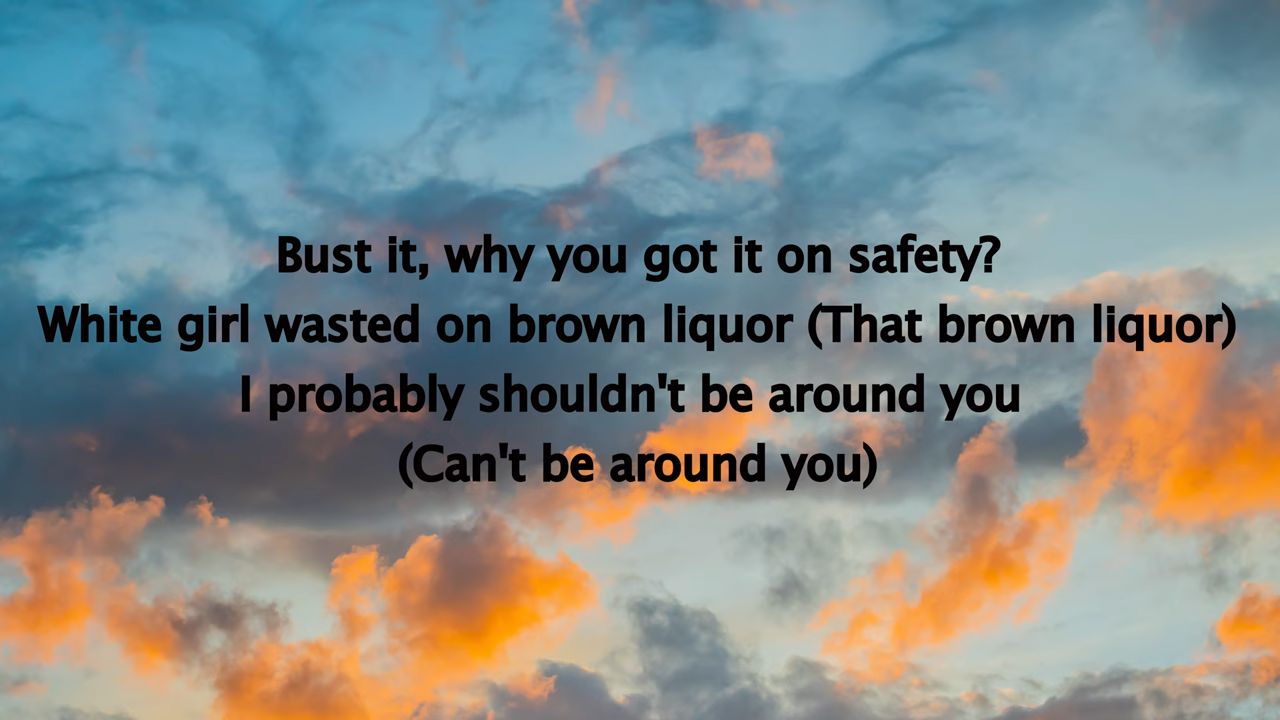 Bust it, why you got it on safety?
White girl wasted on brown liquor (That brown liquor)
I probably shouldn't be around you
(Can't be around you)